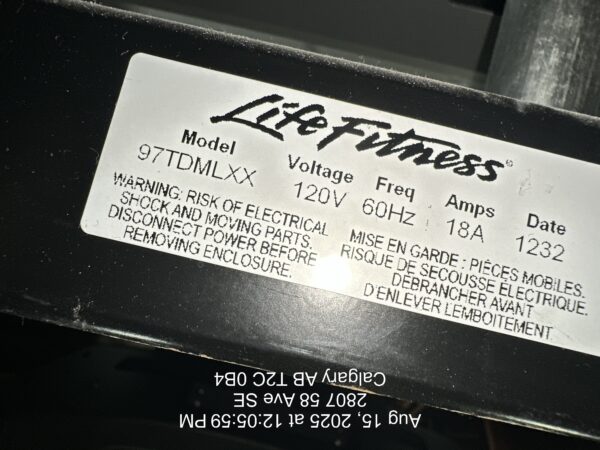 Life Fitness®
Model Voltage Freq Amps Date
97TDMLXX 120V 60Hz 18A 1232
WARNING: RISK OF ELECTRICAL
SHOCK AND MOVING PARTS.
DISCONNECT POWER BEFORE
REMOVING ENCLOSURE.
MISE EN GARDE : PIÈCES MOBILES.
RISQUE DE SECOUSSE ÉLECTRIQUE.
DÉBRANCHER AVANT
D'ENLEVER L'EMBOITEMENT
Aug 15, 2025 at 12:05:59 PM
2807 58 Ave SE
Calgary AB T2C 0B4